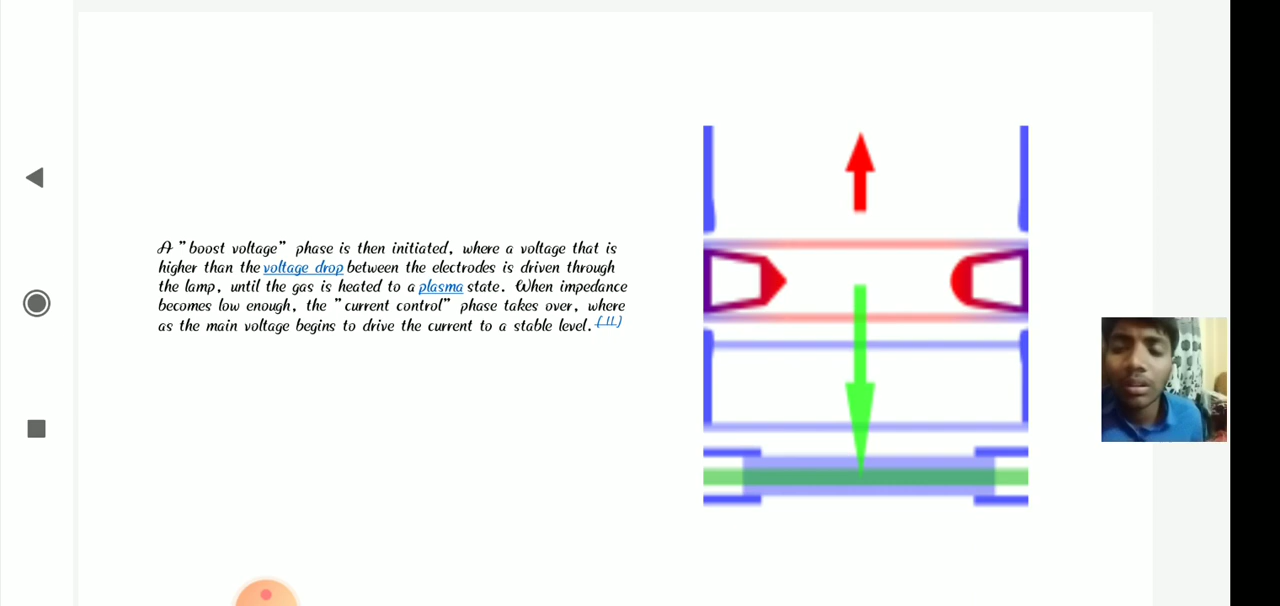 A "boost voltage" phase is then initiated, where a voltage that is
higher than the voltage drop between the electrodes is driven through
the lamp, until the gas is heated to a plasma state. When impedance
becomes low enough, the "current control" phase takes over, where
as the main voltage begins to drive the current to a stable level. [11]